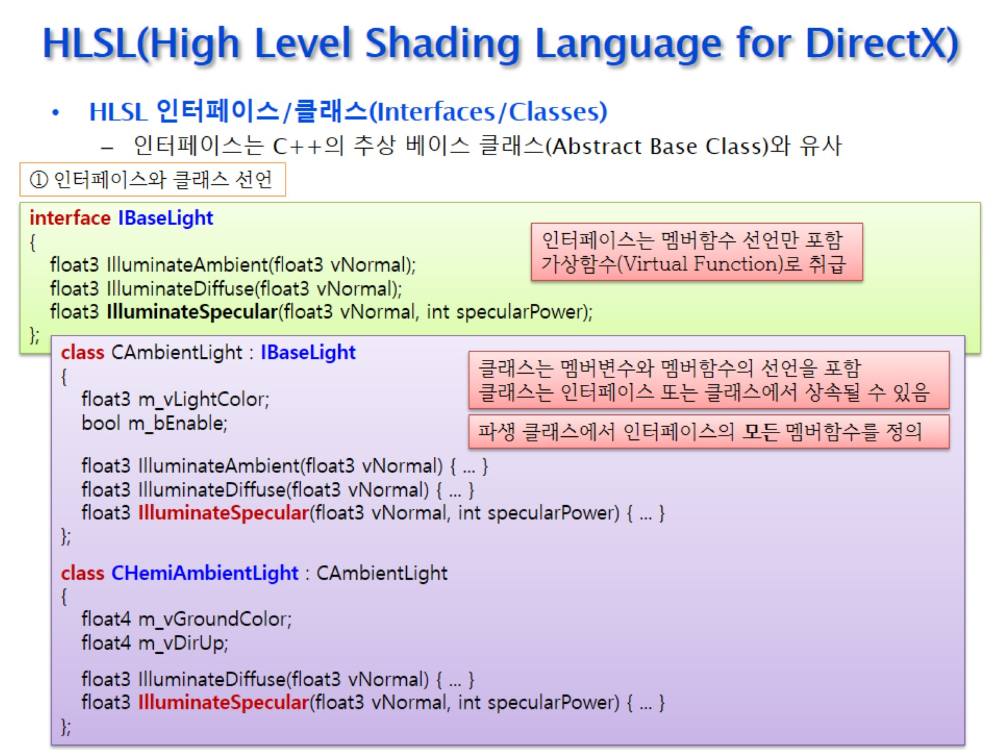 HLSL(High Level Shading Language for DirectX)
• HLSL 인터페이스/클래스(Interfaces/Classes)
– 인터페이스는 C++의 추상 베이스 클래스(Abstract Base Class)와 유사
① 인터페이스와 클래스 선언
interface IBaseLight
{
float3 IlluminateAmbient(float3 vNormal);
float3 IlluminateDiffuse(float3 vNormal);
float3 IlluminateSpecular(float3 vNormal, int specularPower);
};
인터페이스는 멤버함수 선언만 포함
가상함수(Virtual Function)로 취급
class CAmbientLight : IBaseLight
{
float3 m_vLightColor;
bool m_bEnable;
클래스는 멤버변수와 멤버함수의 선언을 포함
클래스는 인터페이스 또는 클래스에서 상속될 수 있음
파생 클래스에서 인터페이스의 모든 멤버함수를 정의
float3 IlluminateAmbient(float3 vNormal) { ... }
float3 IlluminateDiffuse(float3 vNormal) { ... }
float3 IlluminateSpecular(float3 vNormal, int specularPower) { ... }
};
class CHemiAmbientLight : CAmbientLight
{
float4 m_vGroundColor;
float4 m_vDirUp;
float3 IlluminateDiffuse(float3 vNormal) { ... }
float3 IlluminateSpecular(float3 vNormal, int specularPower) { ... }
};